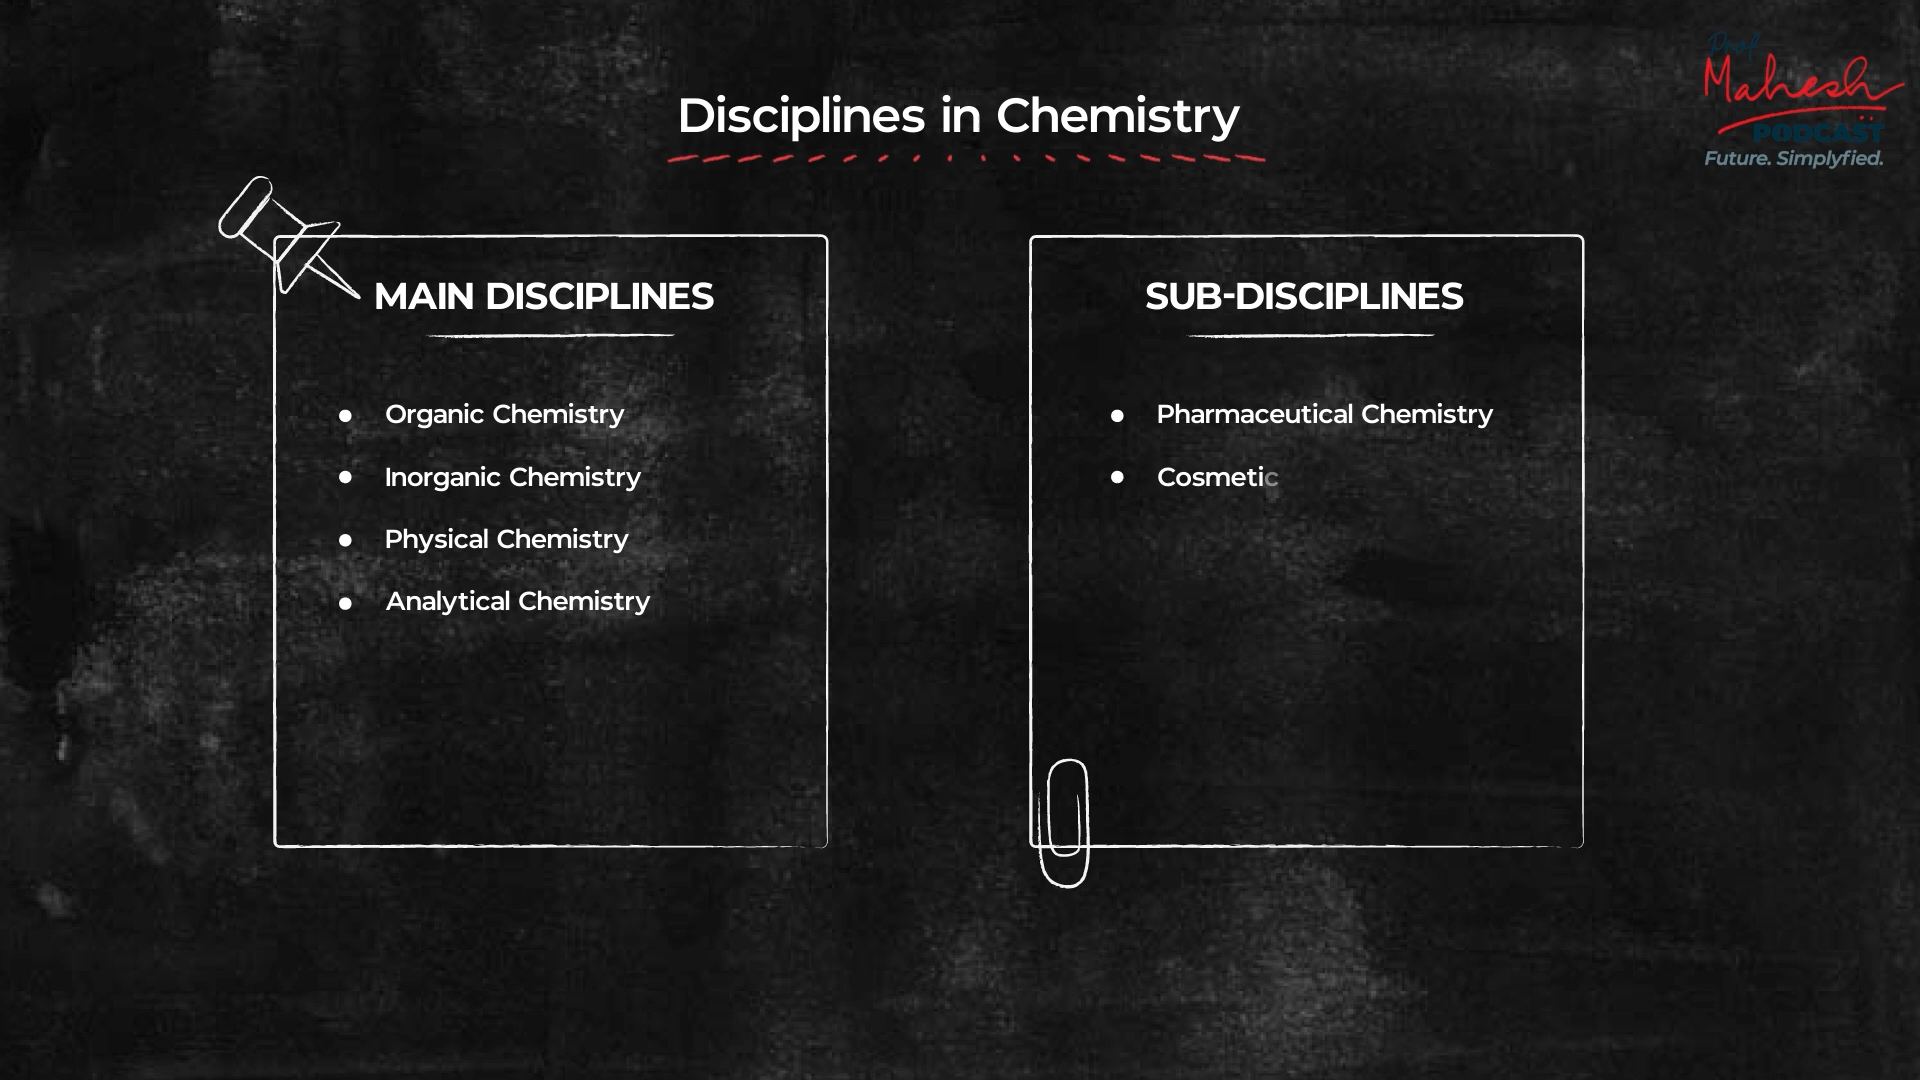 Prof
Mahesh
PODCAST
Future. Simplyfied.
Disciplines in Chemistry
MAIN DISCIPLINES
Organic Chemistry
Inorganic Chemistry
Physical Chemistry
Analytical Chemistry
SUB-DISCIPLINES
Pharmaceutical Chemistry
Cosmetic